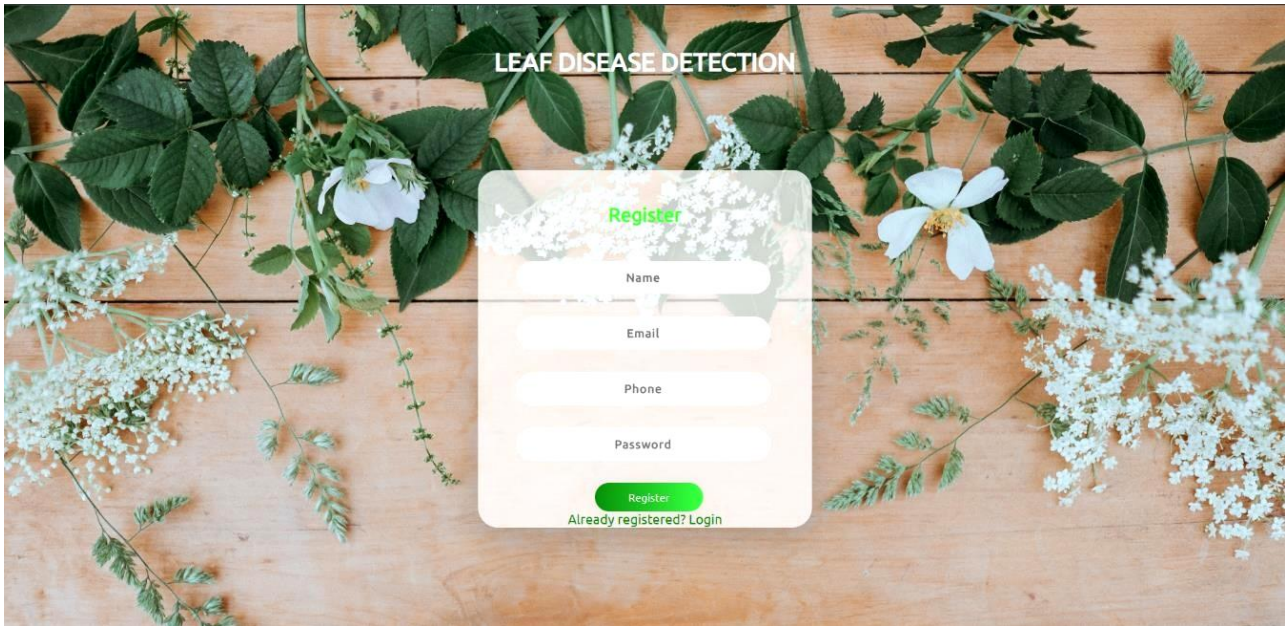 LEAF DISEASE DETECTION
Register
Name
Email
Phone
Password
Register
Already registered? Login